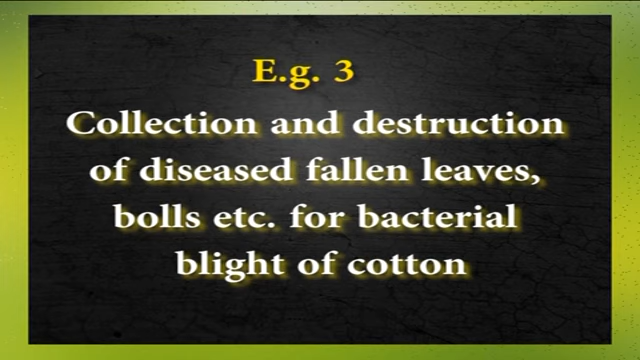 E.g. 3
Collection and destruction
of diseased fallen leaves,
bolls etc. for bacterial
blight of cotton